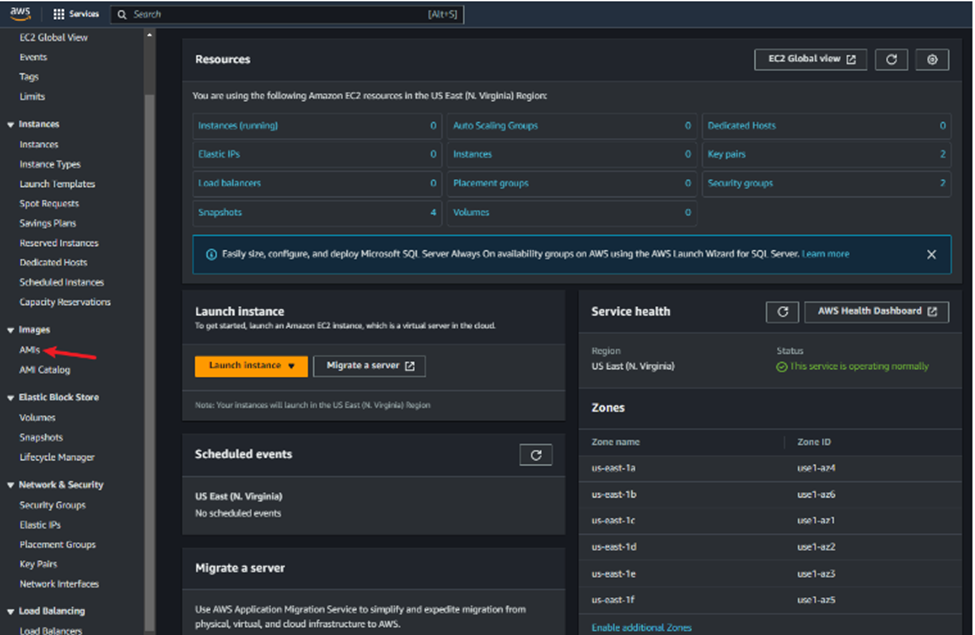 aws
Services
Search
[Alt+S]
EC2 Global View
Events
Tags
Limits
Instances
Instances
Instance Types
Launch Templates
Spot Requests
Savings Plans
Reserved Instances
Dedicated Hosts
Scheduled Instances
Capacity Reservations
Images
AMIs
AMI Catalog
Elastic Block Store
Volumes
Snapshots
Lifecycle Manager
Network & Security
Security Groups
Elastic IPs
Placement Groups
Key Pairs
Network Interfaces
Load Balancing
Load Balancers
Resources
EC2 Global view
You are using the following Amazon EC2 resources in the US East (N. Virginia) Region:
Instances (running) 0
Auto Scaling Groups 0
Dedicated Hosts 0
Elastic IPs 0
Instances 0
Key pairs 2
Load balancers 0
Placement groups 0
Security groups 2
Snapshots 4
Volumes 0
Easily size, configure, and deploy Microsoft SQL Server Always On availability groups on AWS using the AWS Launch Wizard for SQL Server. Learn more
Launch instance
To get started, launch an Amazon EC2 instance, which is a virtual server in the cloud.
Launch instance
Migrate a server
Note: Your instances will launch in the US East (N. Virginia) Region
Scheduled events
US East (N. Virginia)
No scheduled events
Migrate a server
Use AWS Application Migration Service to simplify and expedite migration from
physical, virtual, and cloud infrastructure to AWS.
Service health
AWS Health Dashboard
Region
US East (N. Virginia)
Status
This service is operating normally
Zones
Zone name Zone ID
us-east-1a use1-az4
us-east-1b use1-az6
us-east-1c use1-az1
us-east-1d use1-az2
us-east-1e use1-az3
us-east-1f use1-az5
Enable additional Zones